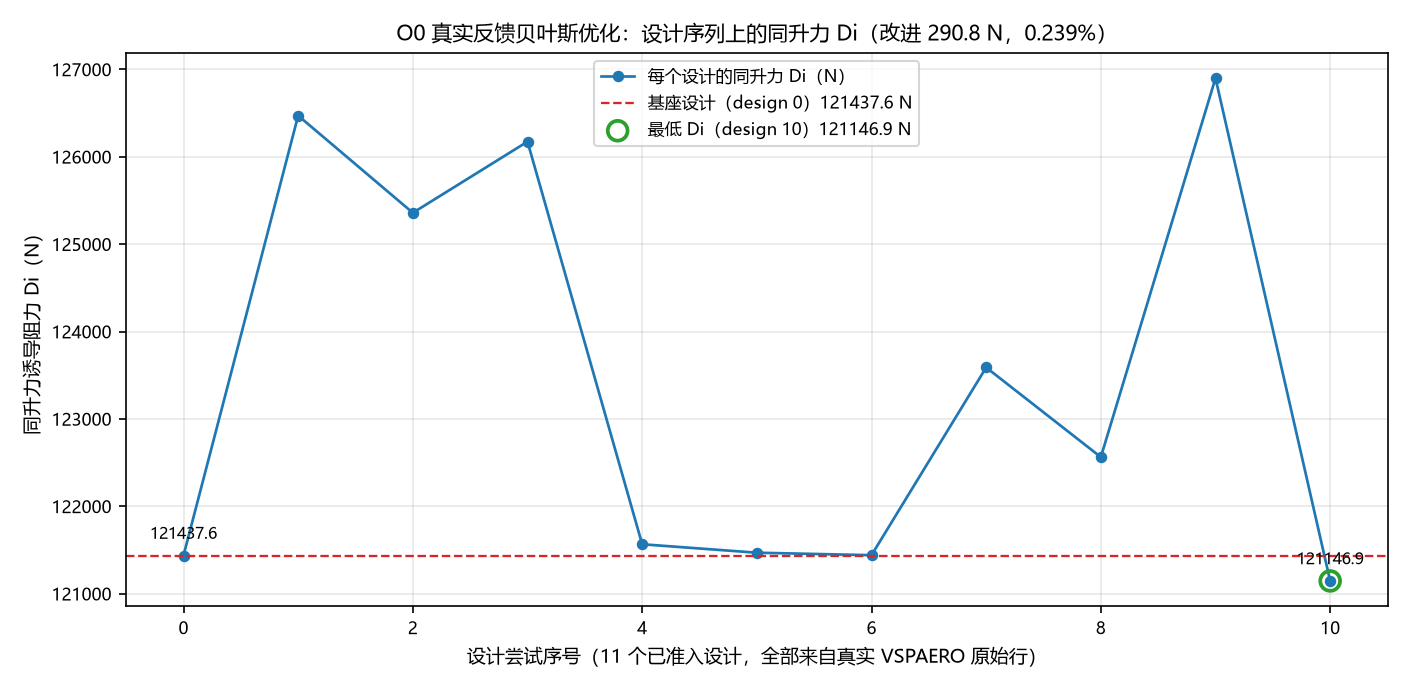 O0 真实反馈贝叶斯优化：设计序列上的同升力 Di（改进 290.8 N，0.239%）
每个设计的同升力 Di（N）
基座设计（design 0）121437.6 N
最低 Di（design 10）121146.9 N
同升力诱导阻力 Di（N）
127000
126000
125000
124000
123000
122000
121000
121437.6
121146.9
0 2 4 6 8 10
设计尝试序号（11 个已准入设计，全部来自真实 VSPAERO 原始行）